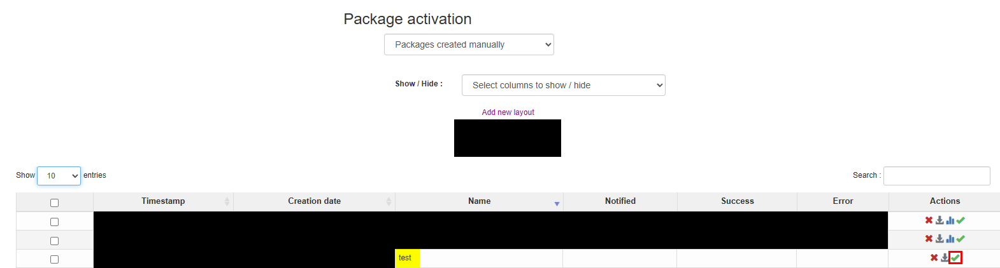 Package activation
Packages created manually
Show / Hide : Select columns to show / hide
Add new layout
Show 10 entries Search :
Timestamp Creation date Name Notified Success Error Actions
test